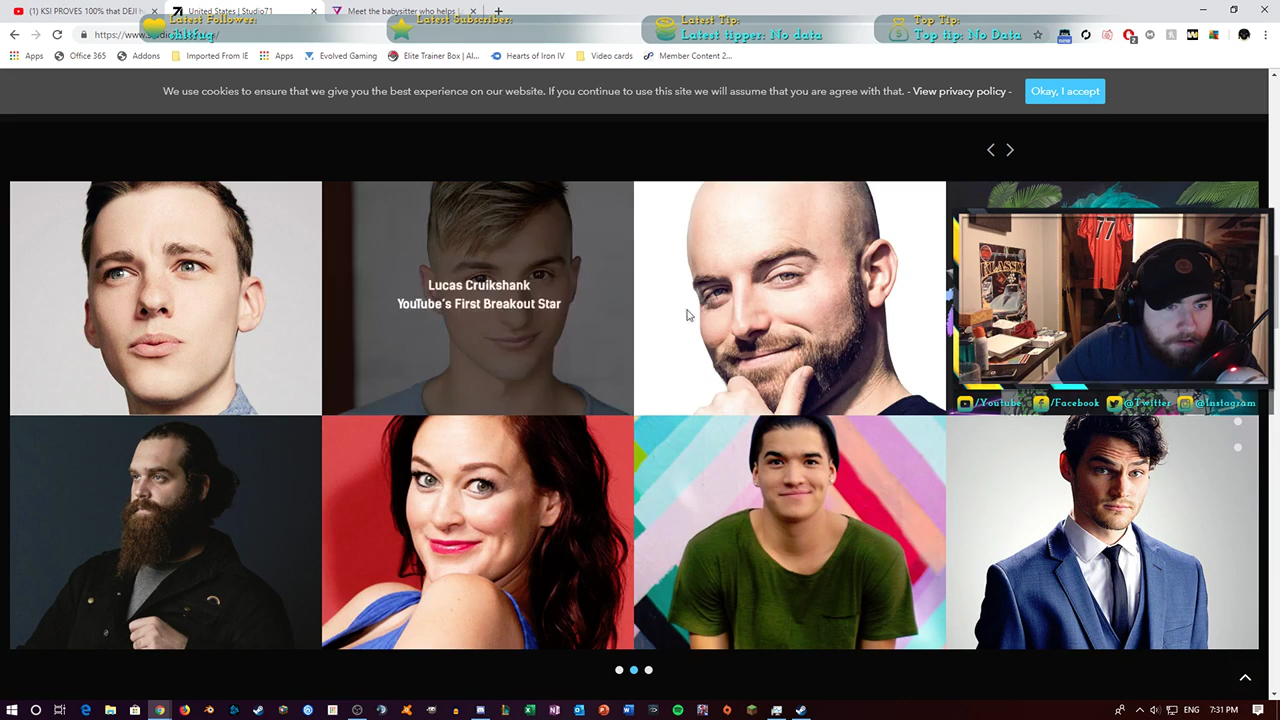 (1) KSI PROVES 100% that DEJI
United States | Studio71
Meet the babysitter who helps
Latest Follower:
Latest Subscriber:
Latest Tip:
Latest tipper: No data
Top Tip:
Top tip: No Data
https://www.
Apps
Office 365
Addons
Imported From IE
Apps
Evolved Gaming
Elite Trainer Box | Al...
Hearts of Iron IV
Video cards
Member Content 2...
We use cookies to ensure that we give you the best experience on our website. If you continue to use this site we will assume that you are agree with that. - View privacy policy -
Okay, I accept
Lucas Cruikshank
YouTube's First Breakout Star
77
KLASSIK
/Youtube
/Facebook
@Twitter
@Instagram
ENG
7:31 PM